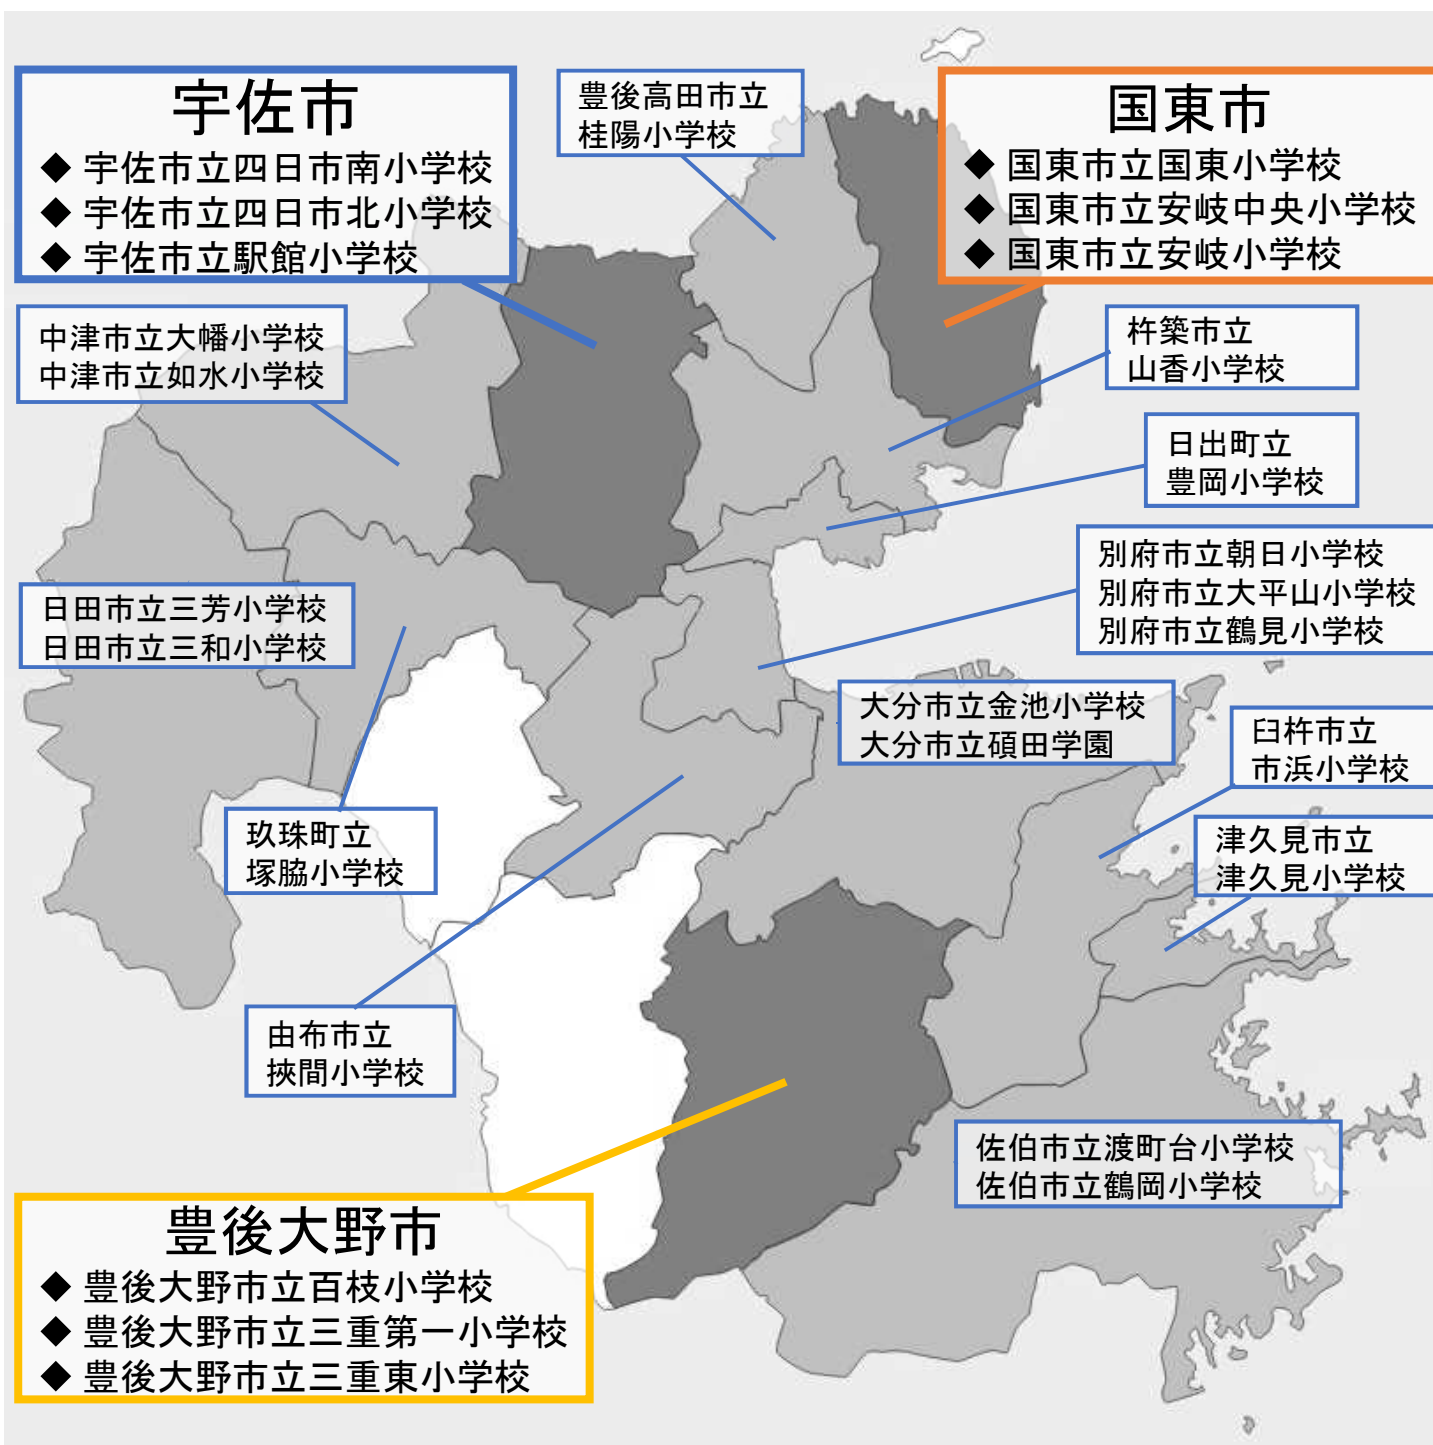 宇佐市
◆ 宇佐市立四日市南小学校
◆ 宇佐市立四日市北小学校
◆ 宇佐市立駅館小学校
豊後高田市立
桂陽小学校
国東市
◆ 国東市立国東小学校
◆ 国東市立安岐中央小学校
◆ 国東市立安岐小学校
中津市立大幡小学校
中津市立如水小学校
杵築市立
山香小学校
日出町立
豊岡小学校
別府市立朝日小学校
別府市立大平山小学校
別府市立鶴見小学校
日田市立三芳小学校
日田市立三和小学校
大分市立金池小学校
大分市立碩田学園
臼杵市立
市浜小学校
玖珠町立
塚脇小学校
津久見市立
津久見小学校
由布市立
挾間小学校
佐伯市立渡町台小学校
佐伯市立鶴岡小学校
豊後大野市
◆ 豊後大野市立百枝小学校
◆ 豊後大野市立三重第一小学校
◆ 豊後大野市立三重東小学校